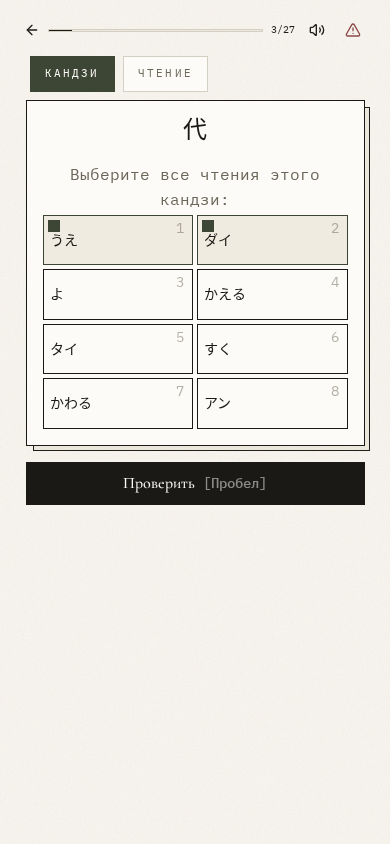 3/27
КАНДЗИ ЧТЕНИЕ
代
Выберите все чтения этого
кандзи:
うえ 1
ダイ 2
よ 3
かえる 4
タイ 5
すく 6
かわる 7
アン 8
Проверить [Пробел]